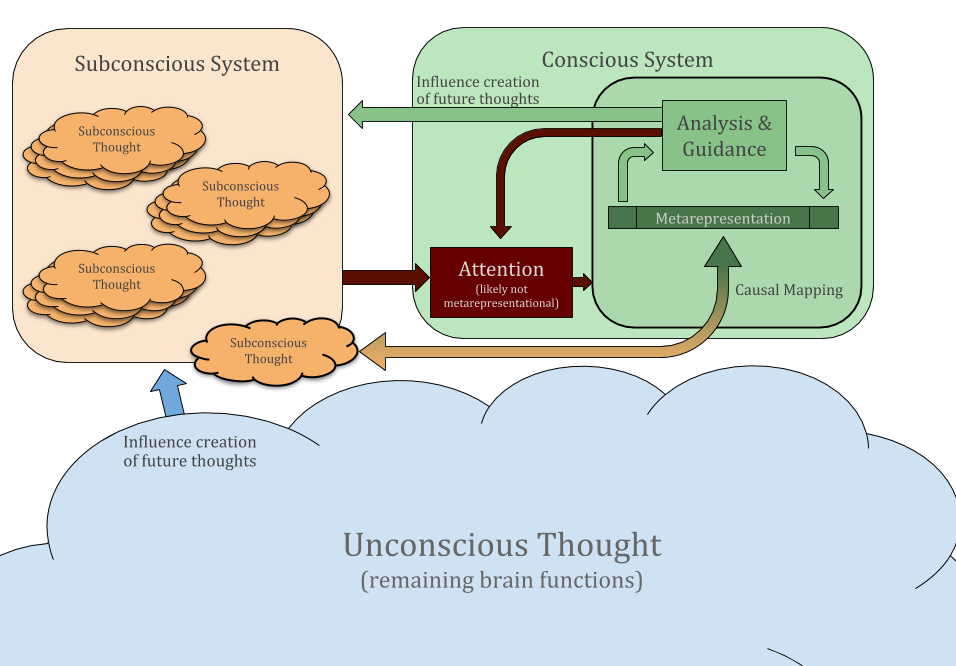 Subconscious System
Conscious System
Influence creation
of future thoughts
Subconscious
Thought
Analysis &
Guidance
Subconscious
Thought
Metarepresentation
Subconscious
Thought
Attention
(likely not
metarepresentational)
Causal Mapping
Subconscious
Thought
Influence creation
of future thoughts
Unconscious Thought
(remaining brain functions)